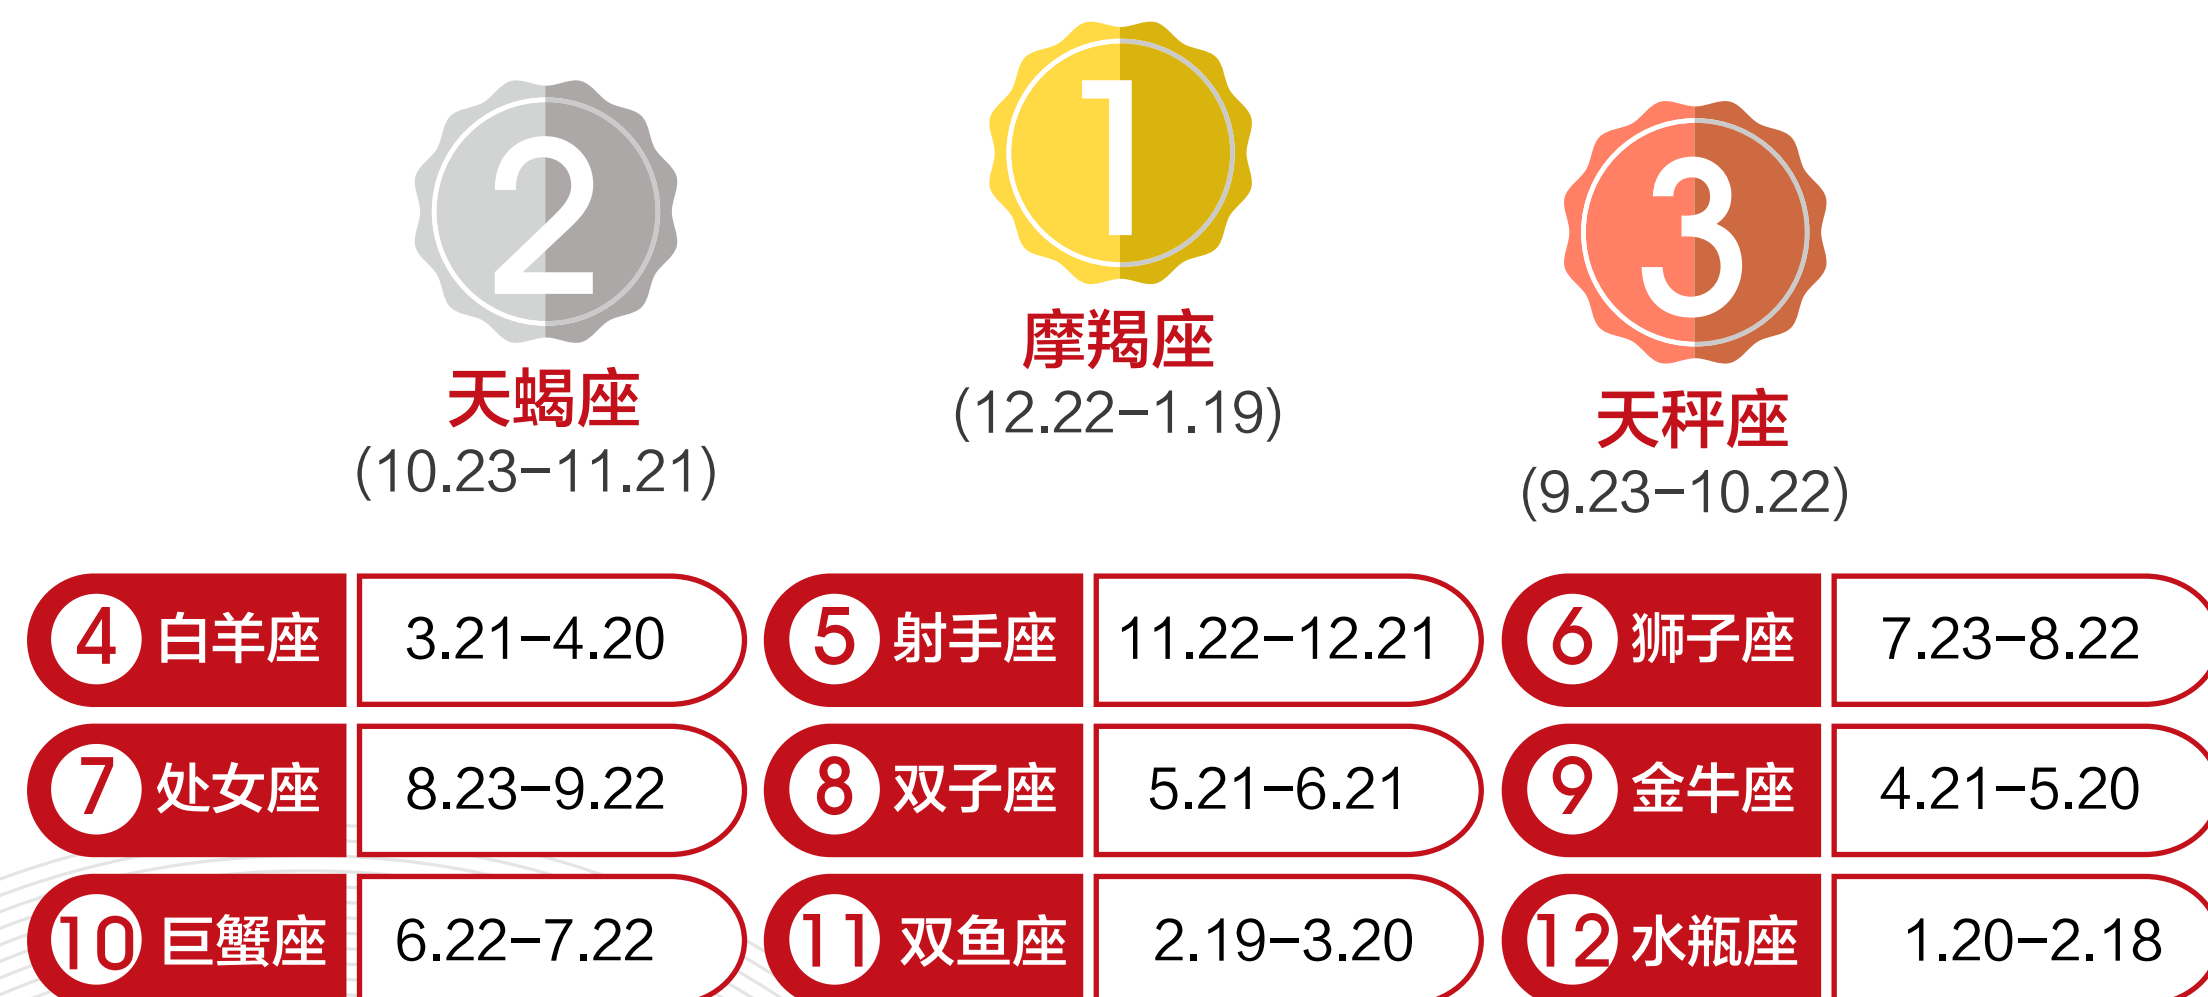 1
摩羯座
(12.22-1.19)
2
天蝎座
(10.23-11.21)
3
天秤座
(9.23-10.22)
4 白羊座 3.21-4.20
5 射手座 11.22-12.21
6 狮子座 7.23-8.22
7 处女座 8.23-9.22
8 双子座 5.21-6.21
9 金牛座 4.21-5.20
10 巨蟹座 6.22-7.22
11 双鱼座 2.19-3.20
12 水瓶座 1.20-2.18